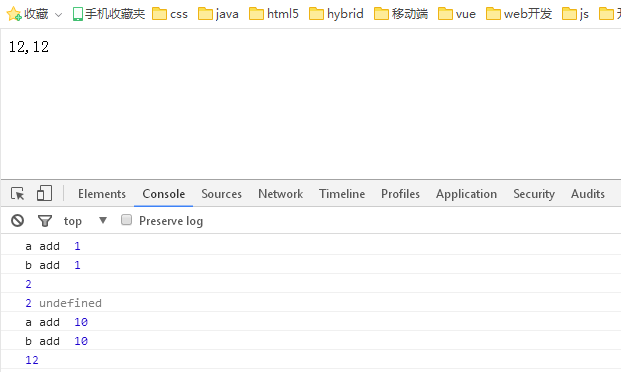 收藏 手机收藏夹 css java html5 hybrid 移动端 vue web开发 js
12,12
Elements Console Sources Network Timeline Profiles Application Security Audits
top Preserve log
a add 1
b add 1
2
2 undefined
a add 10
b add 10
12